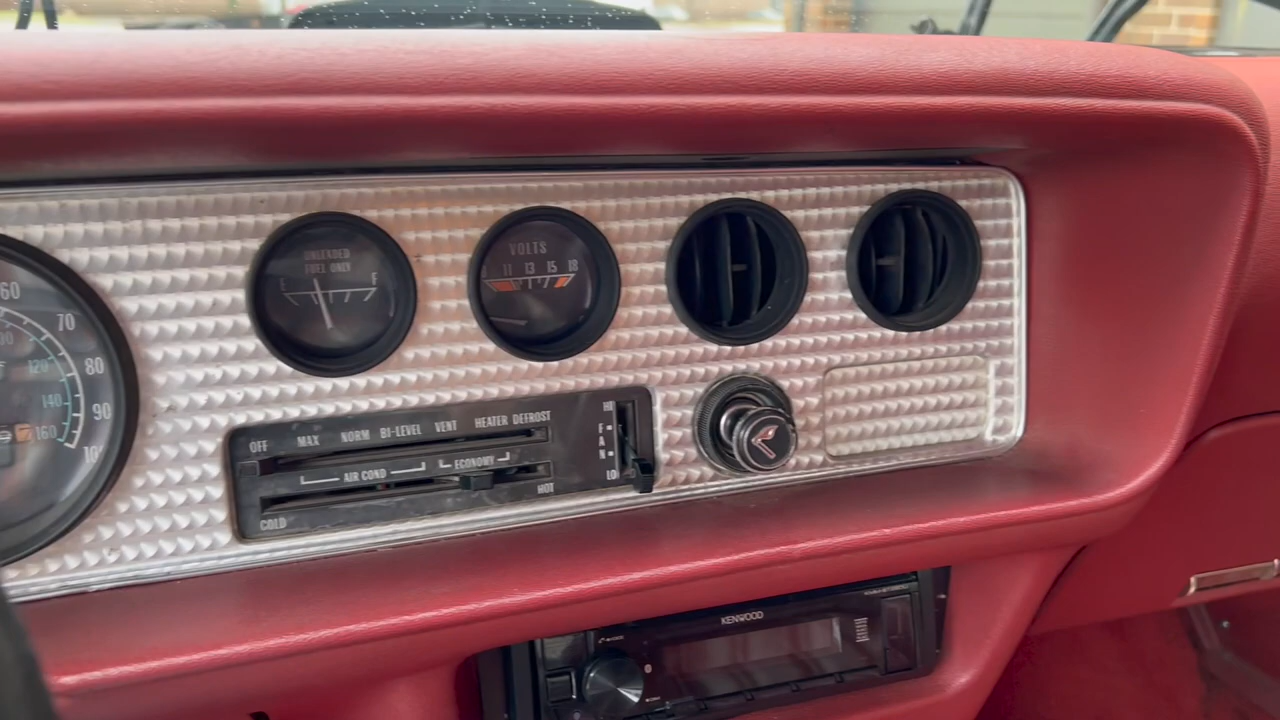 60
70
80
90
120
140
160
UNLEADED
FUEL ONLY
E F
VOLTS
11 13 15 18
OFF MAX NORM BI-LEVEL VENT HEATER DEFROST
AIR COND ECONOMY
COLD HOT
HI
FAN
LO
KENWOOD